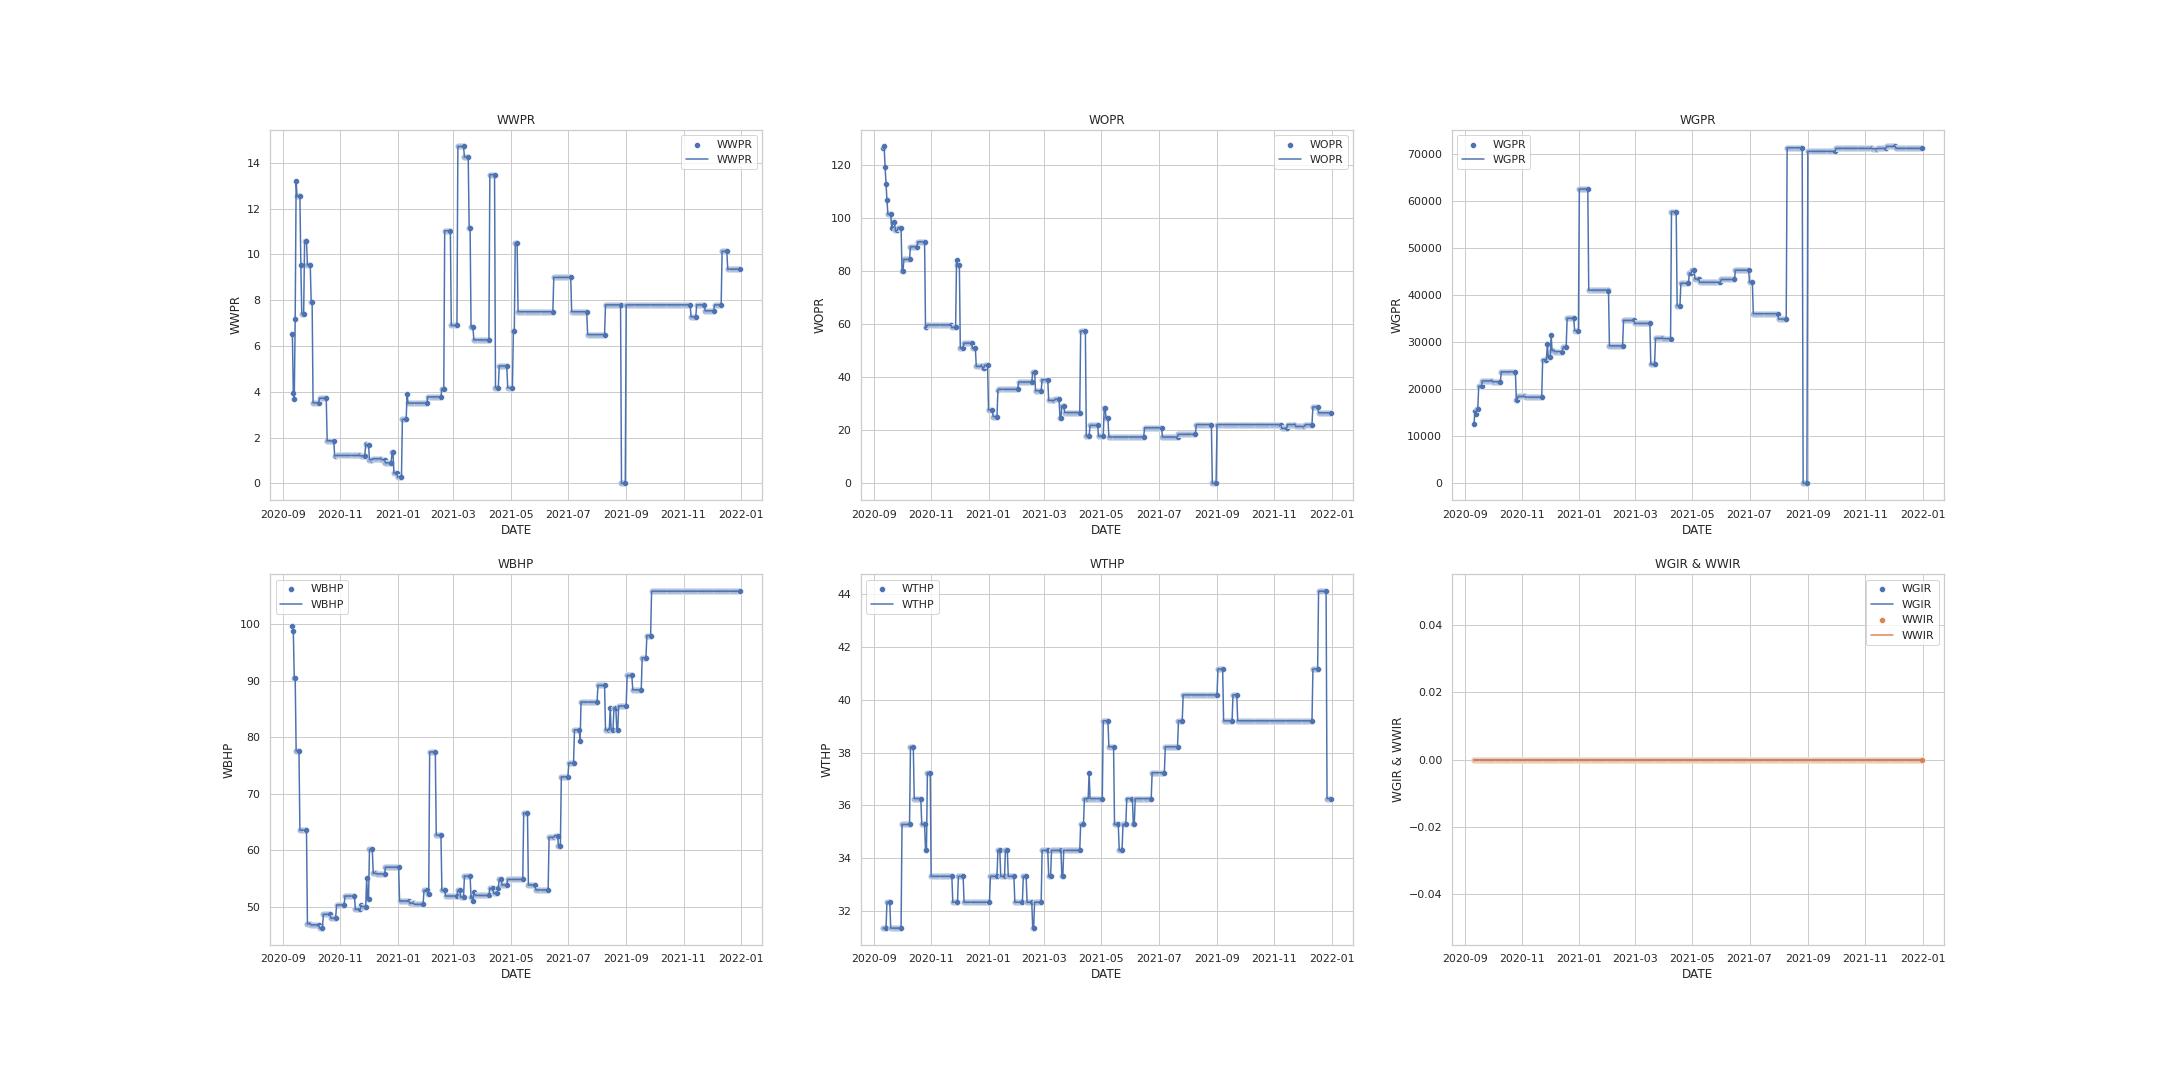 WWPR
WWPR
WWPR
14
12
10
8
6
4
2
0
WWPR
2020-09 2020-11 2021-01 2021-03 2021-05 2021-07 2021-09 2021-11 2022-01
DATE
WOPR
WOPR
WOPR
120
100
80
60
40
20
0
WOPR
2020-09 2020-11 2021-01 2021-03 2021-05 2021-07 2021-09 2021-11 2022-01
DATE
WGPR
WGPR
WGPR
70000
60000
50000
40000
30000
20000
10000
0
WGPR
2020-09 2020-11 2021-01 2021-03 2021-05 2021-07 2021-09 2021-11 2022-01
DATE
WBHP
WBHP
WBHP
100
90
80
70
60
50
WBHP
2020-09 2020-11 2021-01 2021-03 2021-05 2021-07 2021-09 2021-11 2022-01
DATE
WTHP
WTHP
WTHP
44
42
40
38
36
34
32
WTHP
2020-09 2020-11 2021-01 2021-03 2021-05 2021-07 2021-09 2021-11 2022-01
DATE
WGIR & WWIR
WGIR
WGIR
WWIR
WWIR
0.04
0.02
0.00
−0.02
−0.04
WGIR & WWIR
2020-09 2020-11 2021-01 2021-03 2021-05 2021-07 2021-09 2021-11 2022-01
DATE